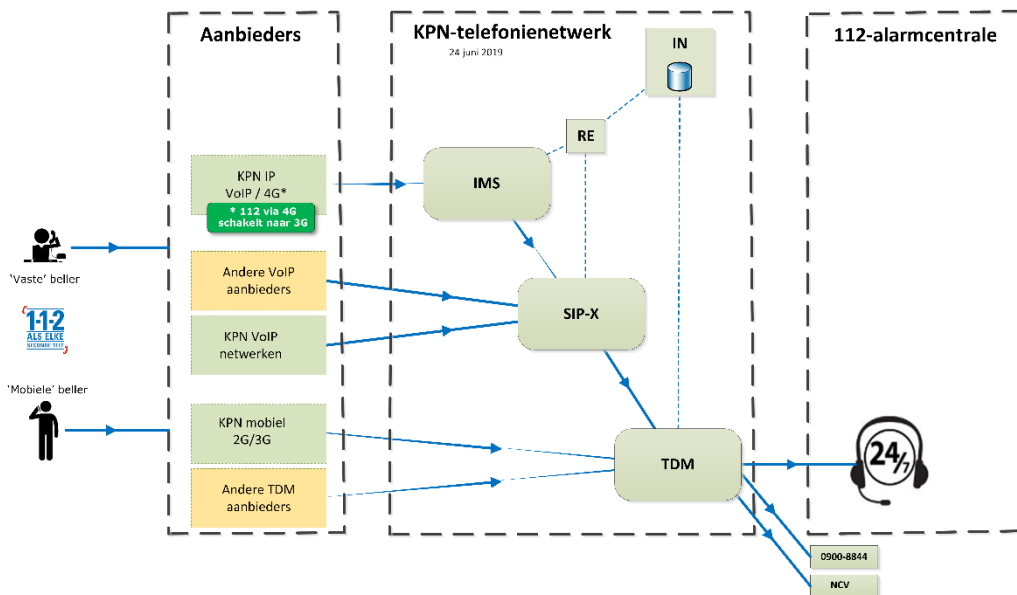 Aanbieders
KPN-telefonienetwerk
24 juni 2019
112-alarmcentrale
IN
RE
KPN IP
VoIP / 4G*
* 112 via 4G
schakelt naar 3G
IMS
'Vaste' beller
Andere VoIP
aanbieders
SIP-X
1-1-2
ALS ELKE
SECONDE TELT
KPN VoIP
netwerken
'Mobiele' beller
KPN mobiel
2G/3G
TDM
24/7
Andere TDM
aanbieders
0900-8844
NCV